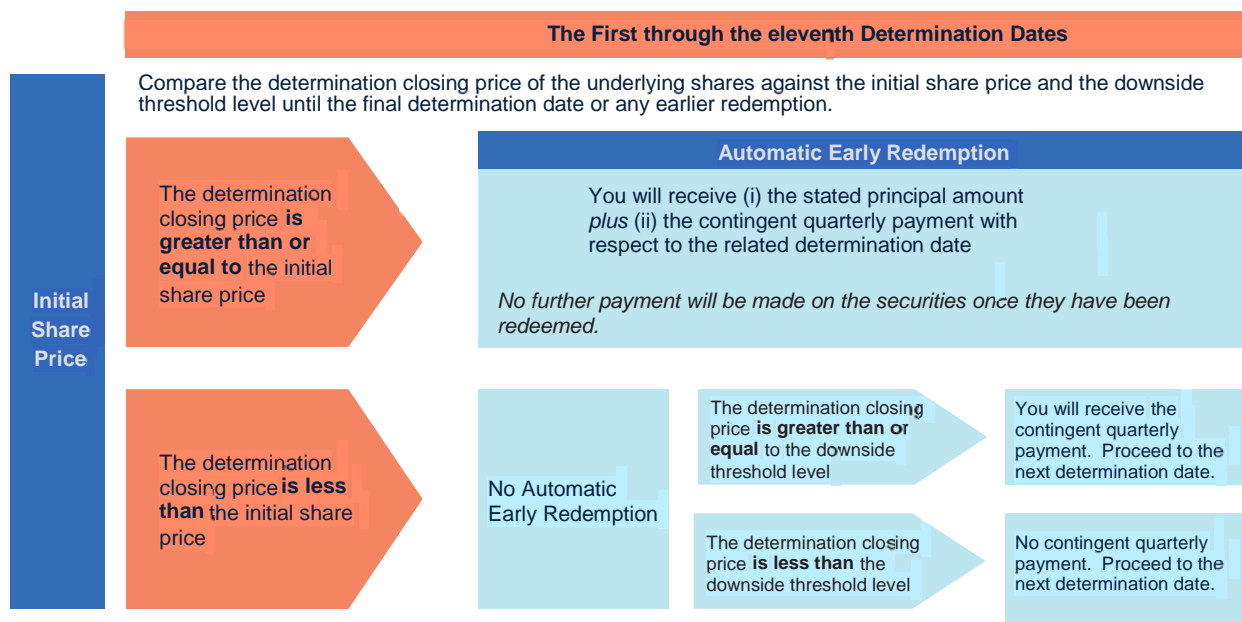 The First through the eleventh Determination Dates
Compare the determination closing price of the underlying shares against the initial share price and the downside
threshold level until the final determination date or any earlier redemption.
Initial
Share
Price
The determination
closing price is
greater than or
equal to the initial
share price
Automatic Early Redemption
You will receive (i) the stated principal amount
plus (ii) the contingent quarterly payment with
respect to the related determination date
No further payment will be made on the securities once they have been
redeemed.
The determination
closing price is less
than the initial share
price
No Automatic
Early Redemption
The determination closing
price is greater than or
equal to the downside
threshold level
You will receive the
contingent quarterly
payment.  Proceed to the
next determination date.
The determination closing
price is less than the
downside threshold level
No contingent quarterly
payment.  Proceed to the
next determination date.